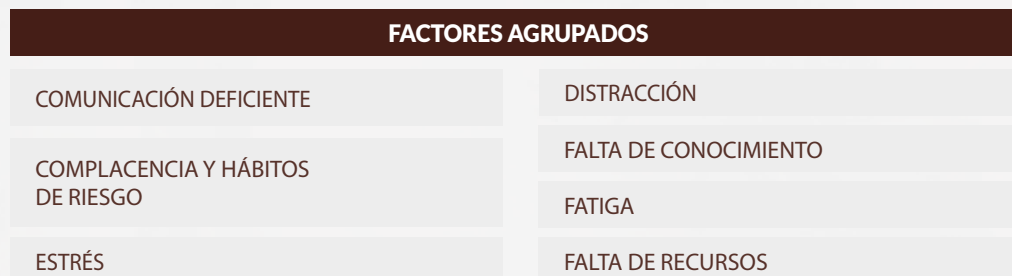 FACTORES AGRUPADOS
COMUNICACIÓN DEFICIENTE
COMPLACENCIA Y HÁBITOS
DE RIESGO
ESTRÉS
DISTRACCIÓN
FALTA DE CONOCIMIENTO
FATIGA
FALTA DE RECURSOS